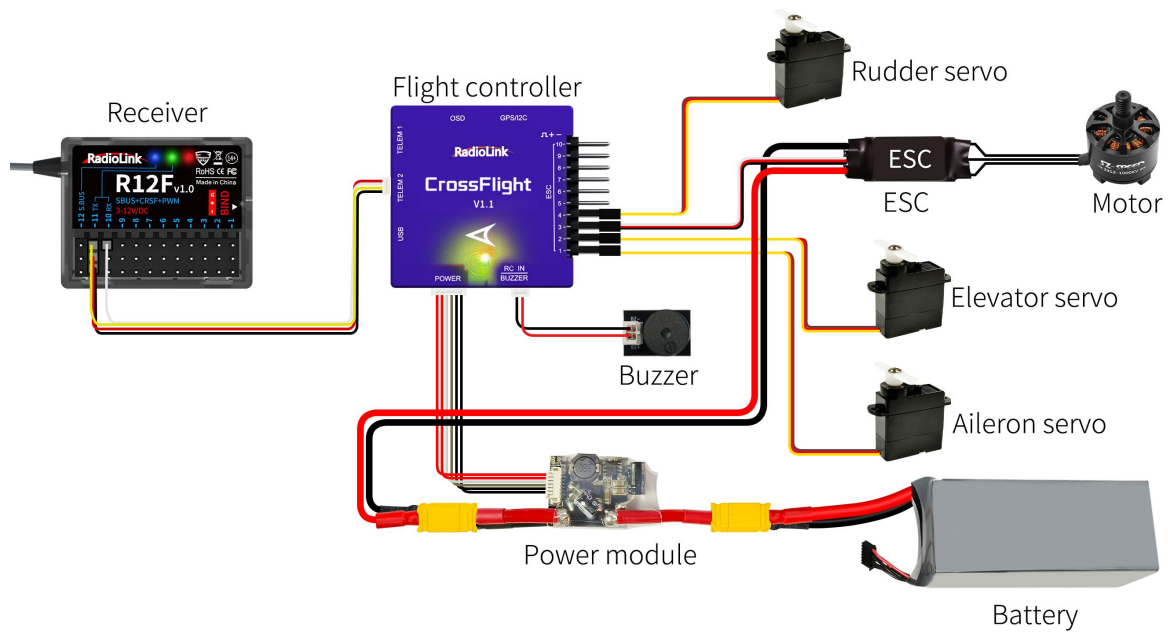 Receiver
RadioLink
R12F v1.0
RoHS
14+
Made in China
SBUS+CRSF+PWM
3-12V/DC
BIND
12 S.BUS
11 TX
10 RX
9
8
7
6
5
4
3
2
1
Flight controller
OSD
GPS/I2C
TELEM 1
TELEM 2
USB
RadioLink
CrossFlight
V1.1
ESC
10
9
8
7
6
5
4
3
2
1
POWER
RC IN
BUZZER
Rudder servo
ESC
ESC
Motor
Elevator servo
Buzzer
Aileron servo
Power module
Battery